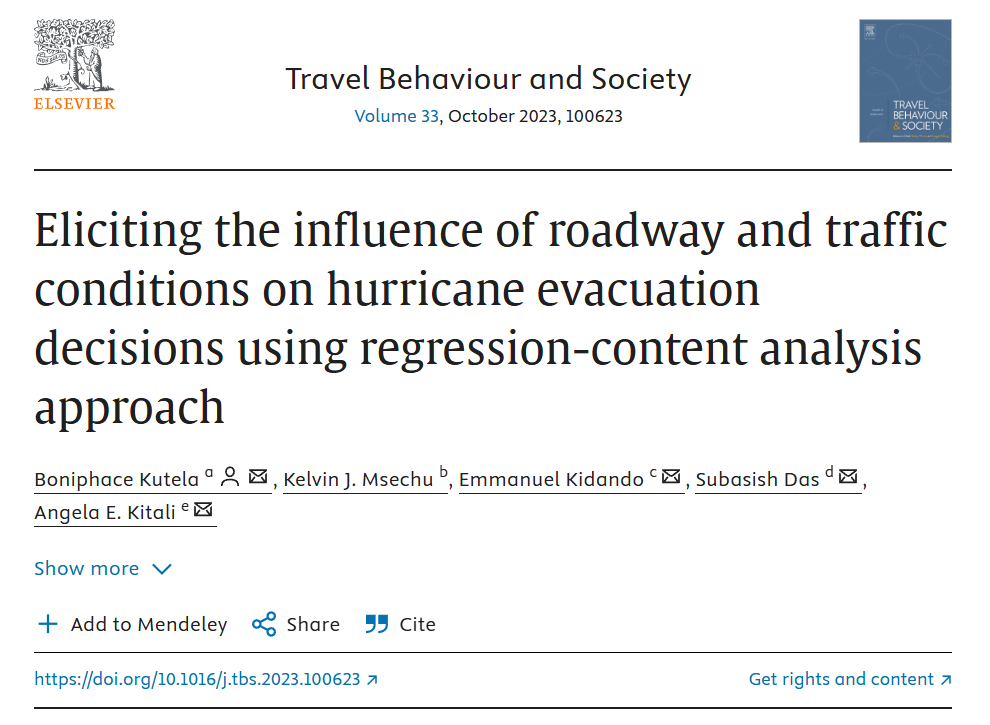 ELSEVIER
Travel Behaviour and Society
Volume 33, October 2023, 100623
TRAVEL
BEHAVIOUR
& SOCIETY
Eliciting the influence of roadway and traffic
conditions on hurricane evacuation
decisions using regression-content analysis
approach
Boniphace Kutela a, Kelvin J. Msechu b, Emmanuel Kidando c, Subasish Das d,
Angela E. Kitali e
Show more
Add to Mendeley Share Cite
https://doi.org/10.1016/j.tbs.2023.100623 Get rights and content